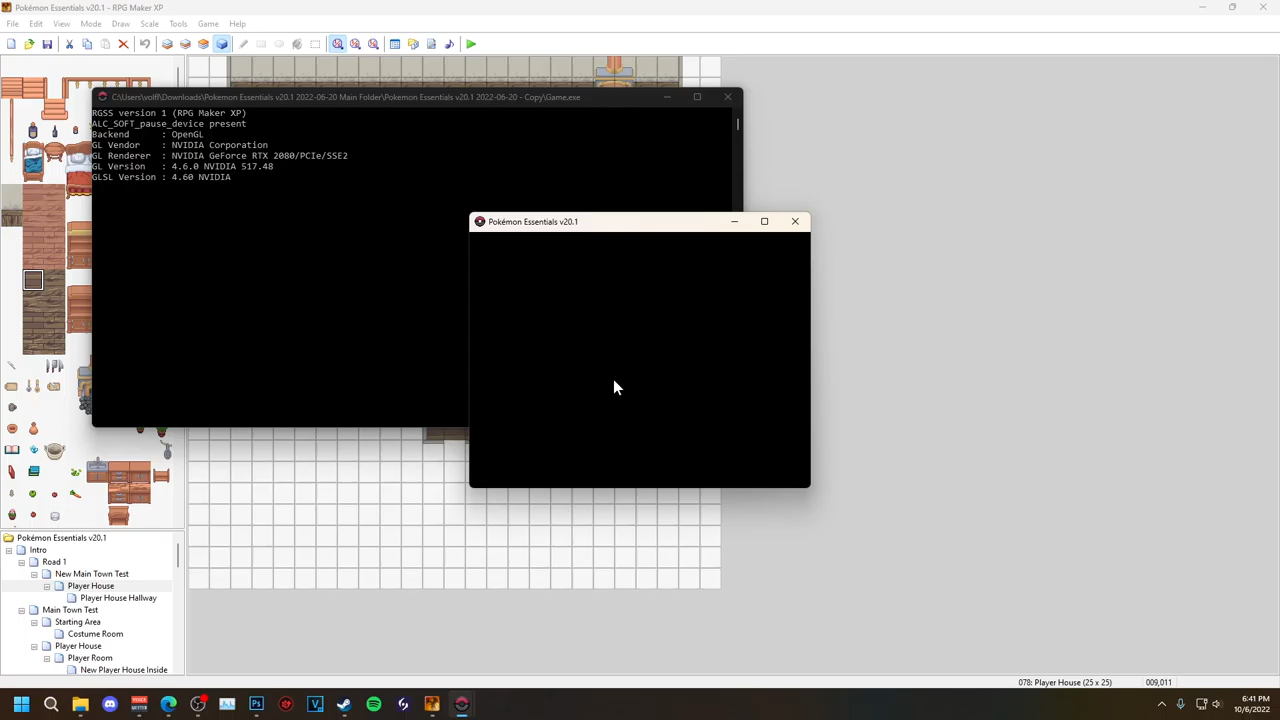 Pokémon Essentials v20.1 - RPG Maker XP
File Edit View Mode Draw Scale Tools Game Help
C:\Users\volff\Downloads\Pokemon Essentials v20.1 2022-06-20 Main Folder\Pokemon Essentials v20.1 2022-06-20 - Copy\Game.exe
RGSS version 1 (RPG Maker XP)
ALC_SOFT_pause_device present
Backend : OpenGL
GL Vendor : NVIDIA Corporation
GL Renderer : NVIDIA GeForce RTX 2080/PCIe/SSE2
GL Version : 4.6.0 NVIDIA 517.48
GLSL Version : 4.60 NVIDIA
Pokémon Essentials v20.1
Pokémon Essentials v20.1
Intro
Road 1
New Main Town Test
Player House
Player House Hallway
Main Town Test
Starting Area
Costume Room
Player House
Player Room
New Player House Inside
078: Player House (25 x 25) 009,011
6:41 PM
10/6/2022